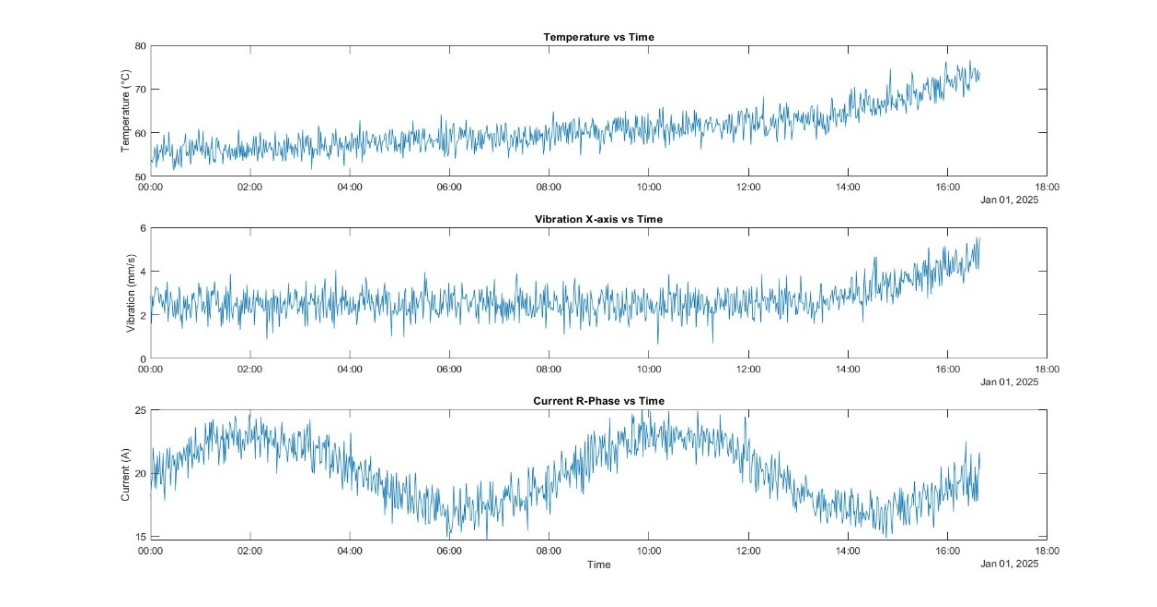 Temperature vs Time
Temperature (°C)
80
70
60
50
00:00 02:00 04:00 06:00 08:00 10:00 12:00 14:00 16:00 18:00
Jan 01, 2025
Vibration X-axis vs Time
Vibration (mm/s)
6
4
2
0
00:00 02:00 04:00 06:00 08:00 10:00 12:00 14:00 16:00 18:00
Jan 01, 2025
Current R-Phase vs Time
Current (A)
25
20
15
00:00 02:00 04:00 06:00 08:00 10:00 12:00 14:00 16:00 18:00
Time
Jan 01, 2025